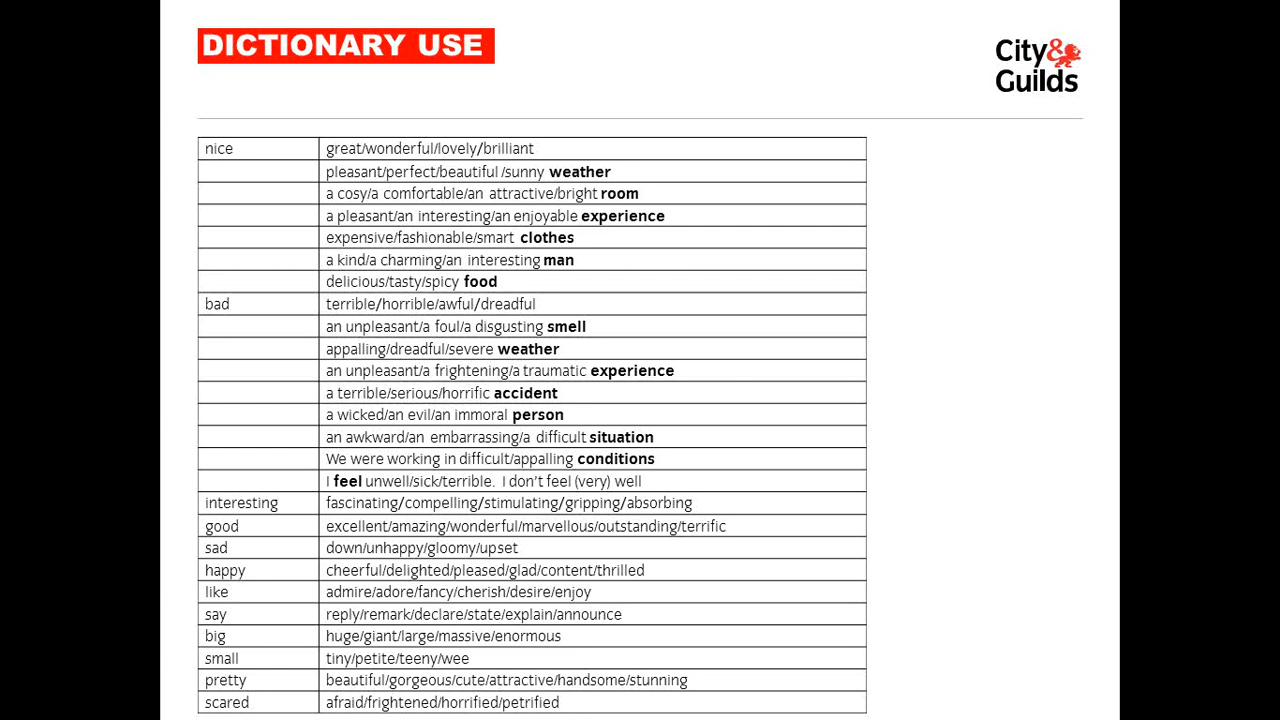 DICTIONARY USE
City&
Guilds
nice great/wonderful/lovely/brilliant
pleasant/perfect/beautiful /sunny weather
a cosy/a comfortable/an attractive/bright room
a pleasant/an interesting/an enjoyable experience
expensive/fashionable/smart clothes
a kind/a charming/an interesting man
delicious/tasty/spicy food
bad terrible/horrible/awful/dreadful
an unpleasant/a foul/a disgusting smell
appalling/dreadful/severe weather
an unpleasant/a frightening/a traumatic experience
a terrible/serious/horrific accident
a wicked/an evil/an immoral person
an awkward/an embarrassing/a difficult situation
We were working in difficult/appalling conditions
I feel unwell/sick/terrible. I don't feel (very) well
interesting fascinating/compelling/stimulating/gripping/absorbing
good excellent/amazing/wonderful/marvellous/outstanding/terrific
sad down/unhappy/gloomy/upset
happy cheerful/delighted/pleased/glad/content/thrilled
like admire/adore/fancy/cherish/desire/enjoy
say reply/remark/declare/state/explain/announce
big huge/giant/large/massive/enormous
small tiny/petite/teeny/wee
pretty beautiful/gorgeous/cute/attractive/handsome/stunning
scared afraid/frightened/horrified/petrified